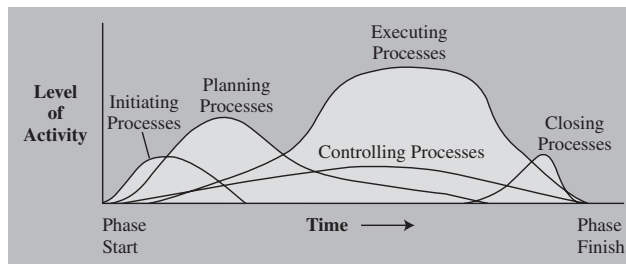 Executing
Processes
Planning
Processes
Level
of
Activity
Initiating
Processes
Closing
Processes
Controlling Processes
Phase
Start
Time
Phase
Finish